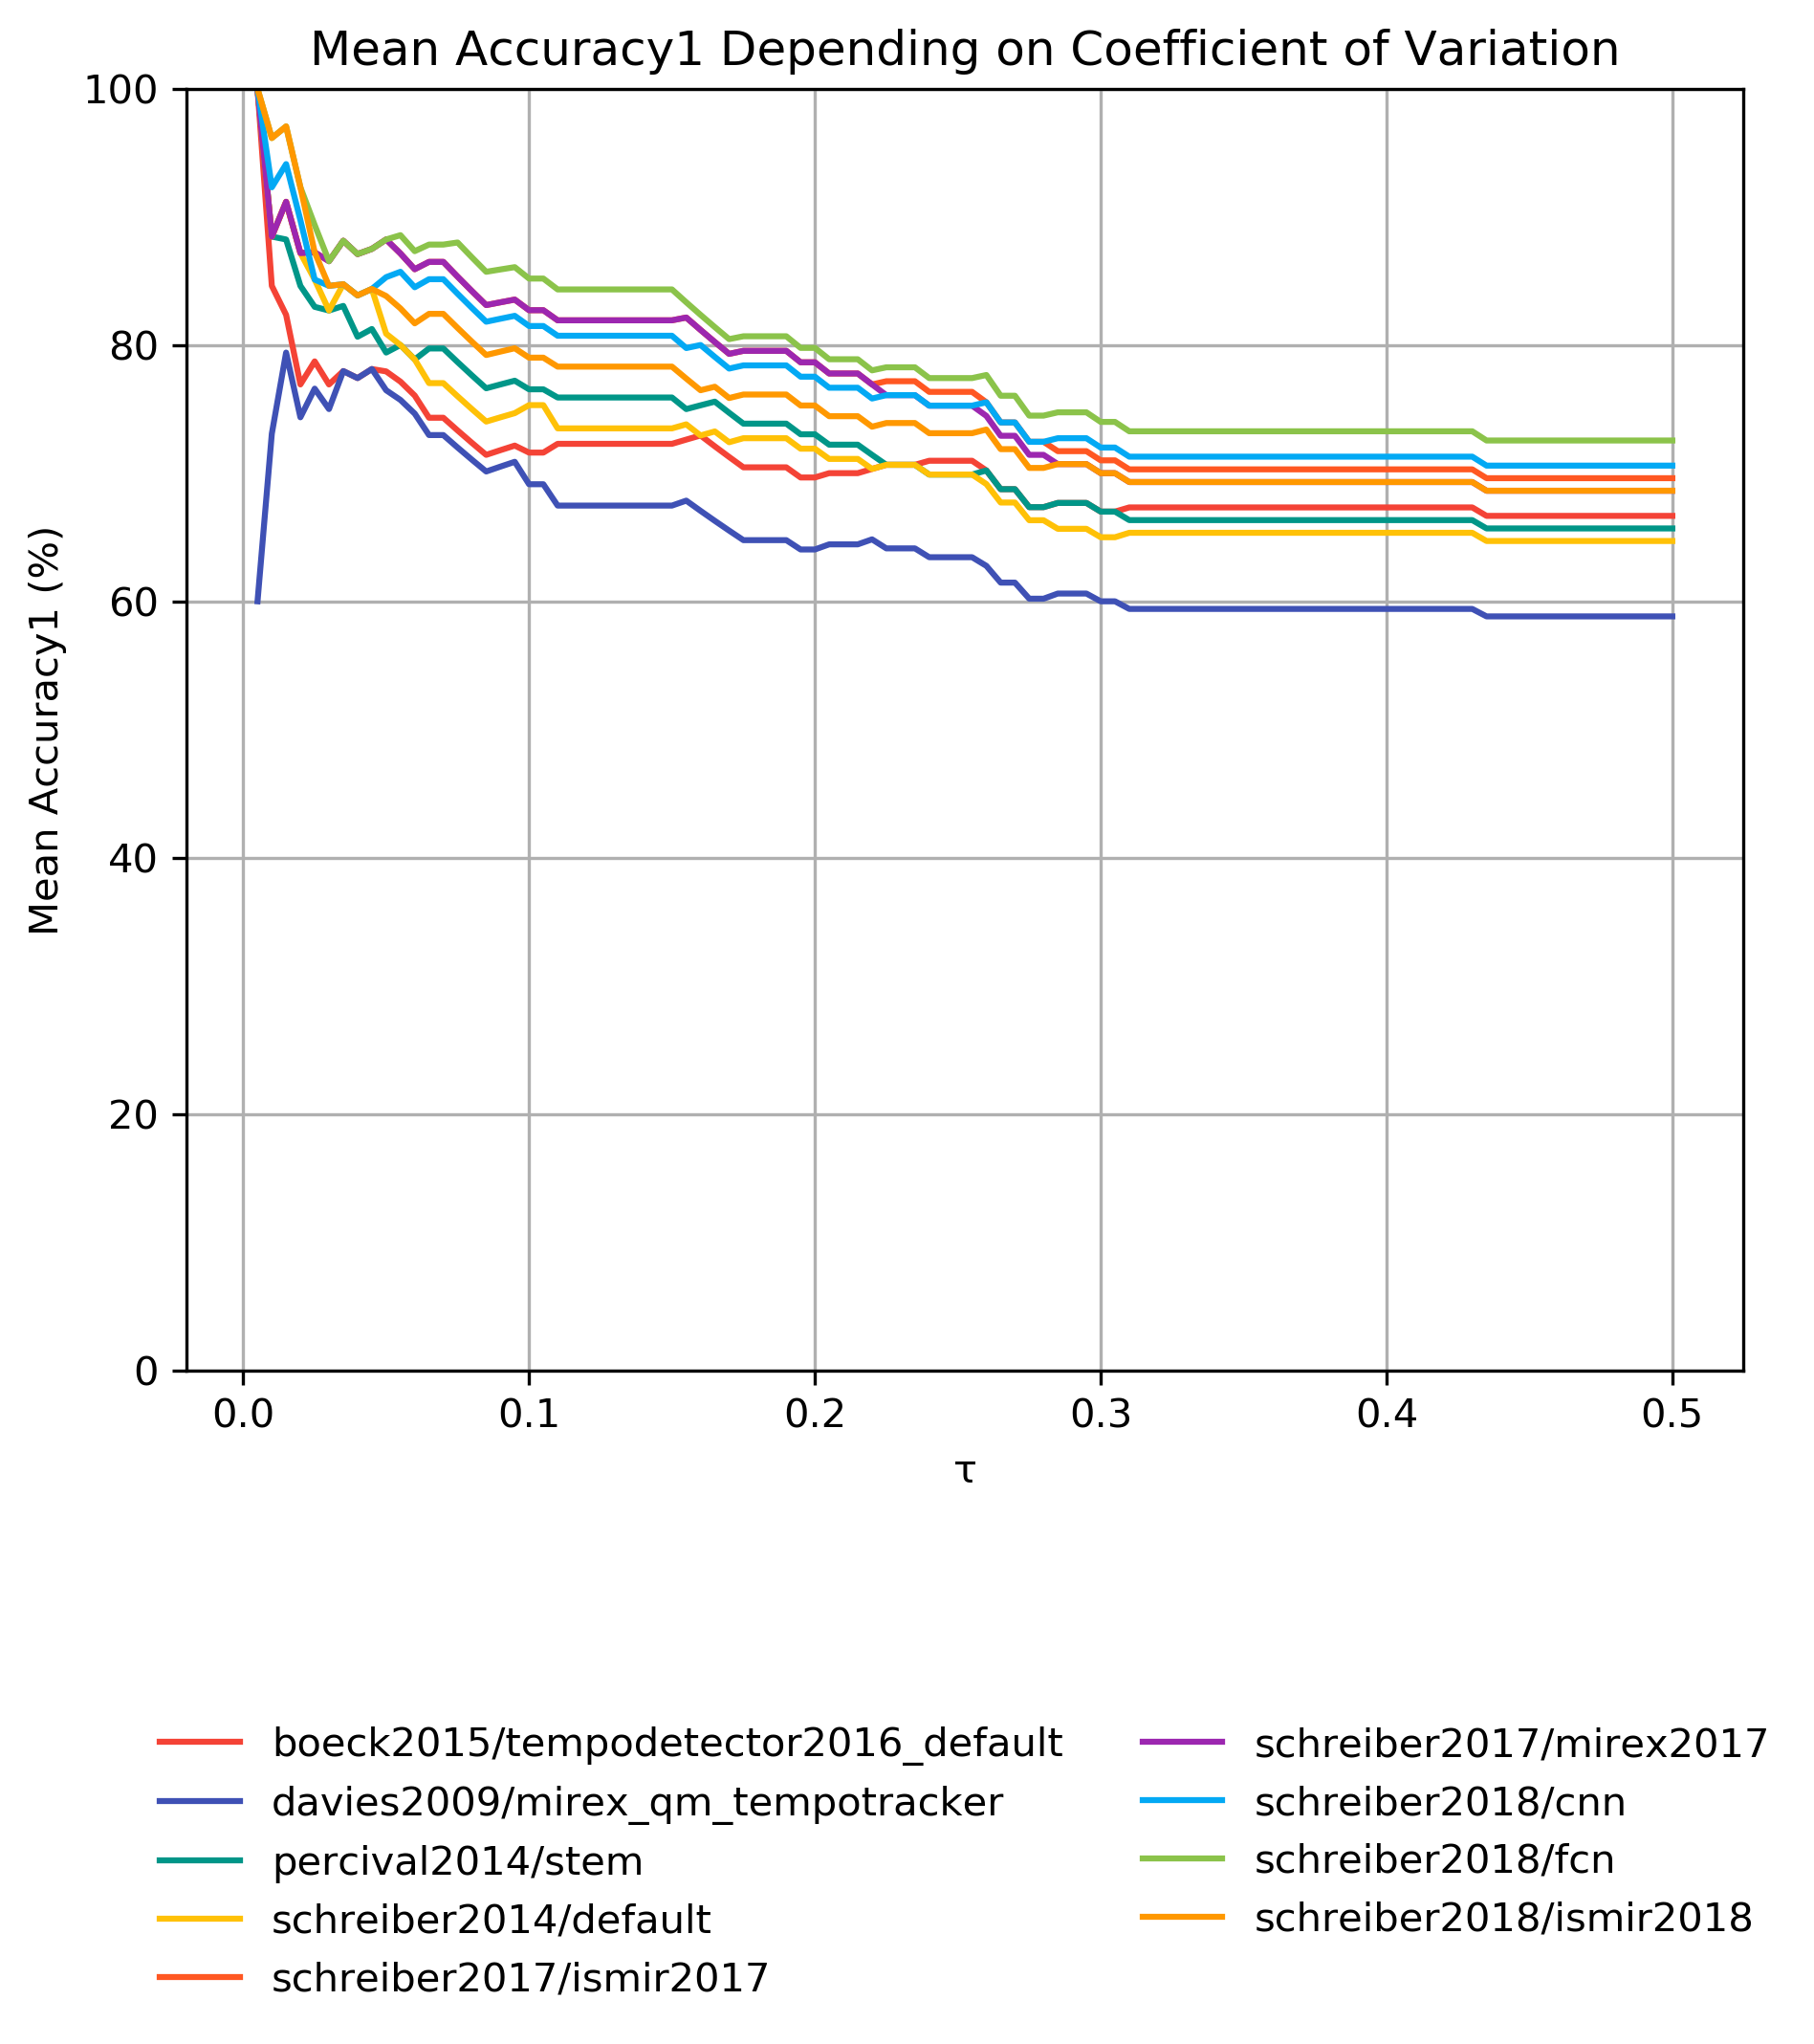 Mean Accuracy1 Depending on Coefficient of Variation
Mean Accuracy1 (%)
100
80
60
40
20
0
0.0 0.1 0.2 0.3 0.4 0.5
τ
boeck2015/tempodetector2016_default
davies2009/mirex_qm_tempotracker
percival2014/stem
schreiber2014/default
schreiber2017/ismir2017
schreiber2017/mirex2017
schreiber2018/cnn
schreiber2018/fcn
schreiber2018/ismir2018